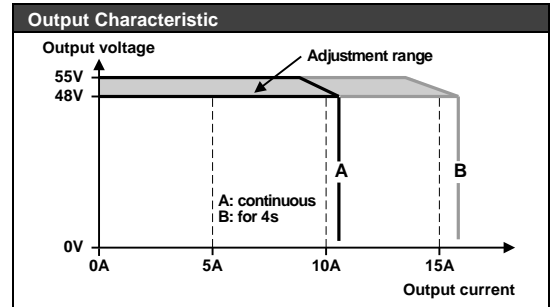 Output Characteristic
Output voltage
Adjustment range
55V
48V
A
B
A: continuous
B: for 4s
0V
0A
5A
10A
15A
Output current